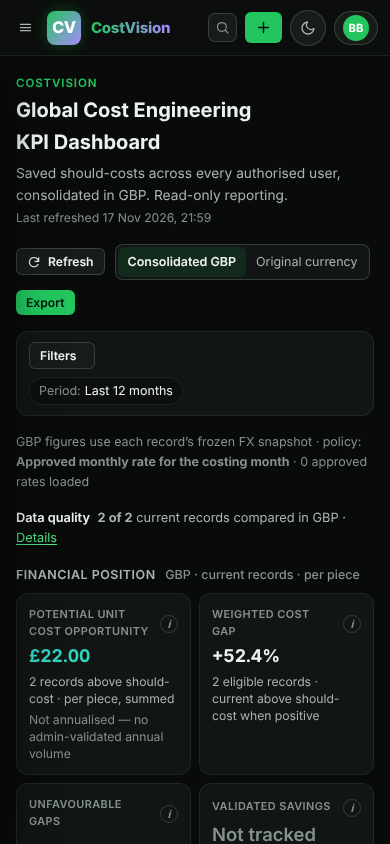 CV CostVision BB
COSTVISION
Global Cost Engineering
KPI Dashboard
Saved should-costs across every authorised user,
consolidated in GBP. Read-only reporting.
Last refreshed 17 Nov 2026, 21:59
Refresh Consolidated GBP Original currency
Export
Filters
Period: Last 12 months
GBP figures use each record's frozen FX snapshot · policy:
Approved monthly rate for the costing month · 0 approved
rates loaded
Data quality 2 of 2 current records compared in GBP ·
Details
FINANCIAL POSITION GBP · current records · per piece
POTENTIAL UNIT
COST OPPORTUNITY
i
£22.00
2 records above should-
cost · per piece, summed
Not annualised — no
admin-validated annual
volume
WEIGHTED COST
GAP
i
+52.4%
2 eligible records ·
current above should-
cost when positive
UNFAVOURABLE
GAPS
i
VALIDATED SAVINGS
i
Not tracked